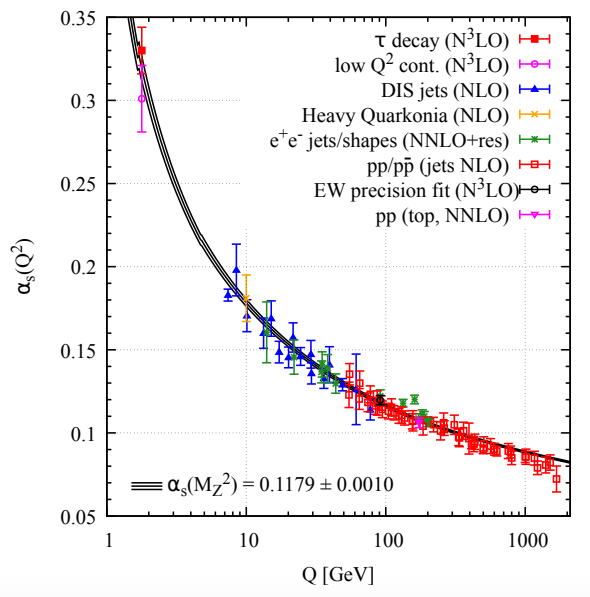 0.35
0.3
0.25
0.2
0.15
0.1
0.05
αs(Q²)
τ decay (N³LO)
low Q² cont. (N³LO)
DIS jets (NLO)
Heavy Quarkonia (NLO)
e⁺e⁻ jets/shapes (NNLO+res)
pp/pp̅ (jets NLO)
EW precision fit (N³LO)
pp (top, NNLO)
αs(M_Z²) = 0.1179 ± 0.0010
1 10 100 1000
Q [GeV]